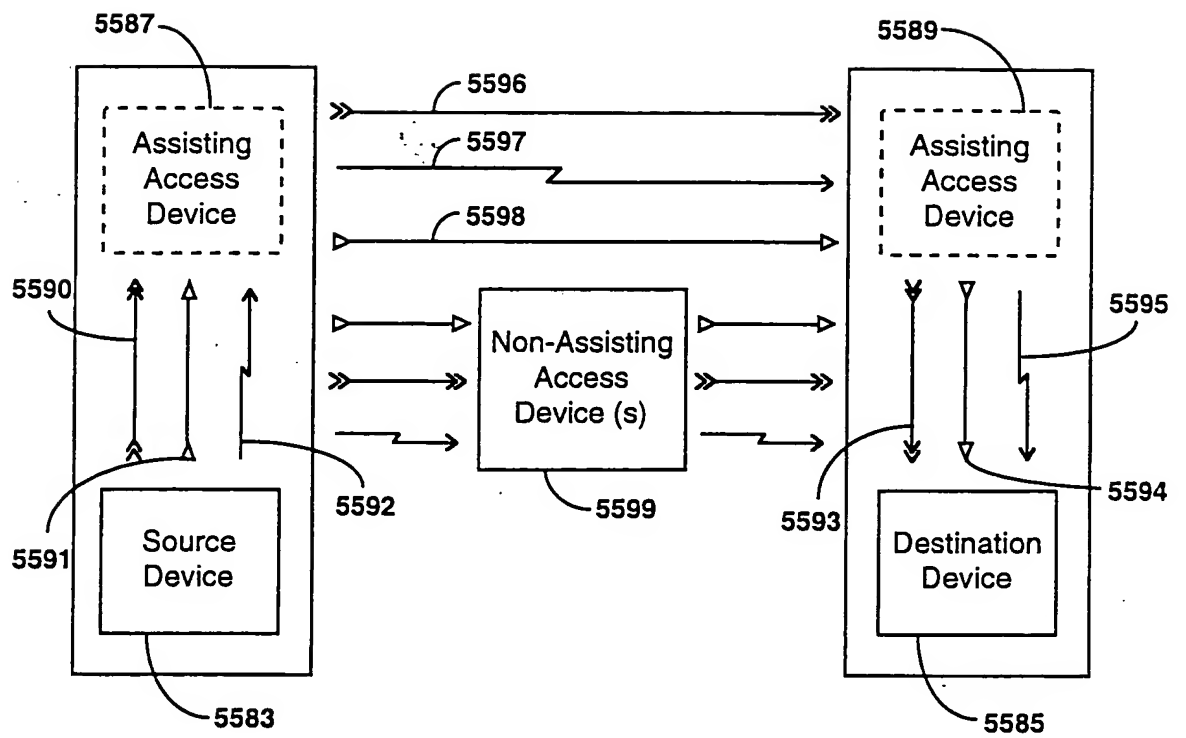 5587
5589
5596
Assisting
Access
Device
5597
Assisting
Access
Device
5598
5590
5595
Non-Assisting
Access
Device (s)
5592
5599
5593
5594
5591
Source
Device
Destination
Device
5583
5585